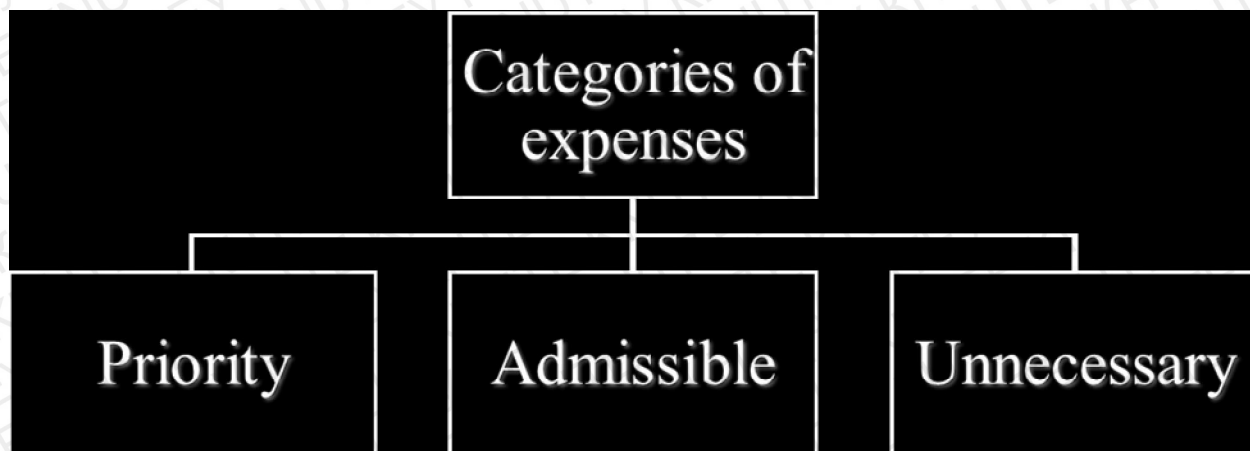 Categories of
expenses
Priority
Admissible
Unnecessary